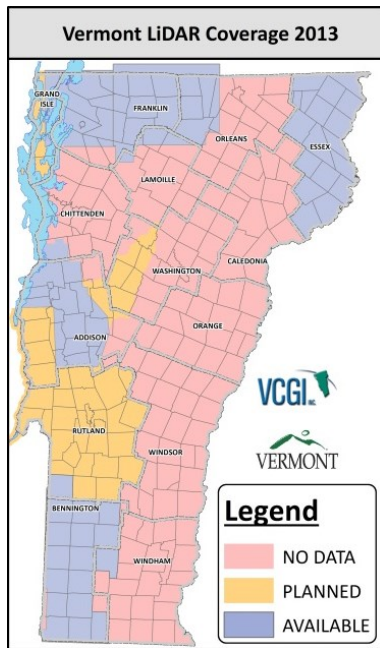 Vermont LiDAR Coverage 2013
GRAND
ISLE
FRANKLIN
ORLEANS
ESSEX
LAMOILLE
CHITTENDEN
WASHINGTON
CALEDONIA
ORANGE
ADDISON
VCGI INC
RUTLAND
VERMONT
WINDSOR
BENNINGTON
WINDHAM
Legend
NO DATA
PLANNED
AVAILABLE